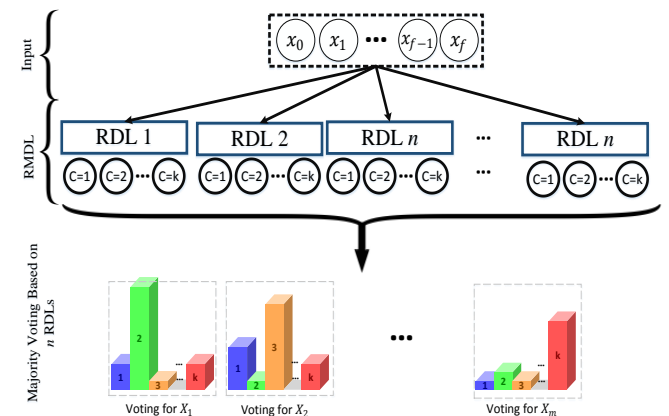 Input
x₀ x₁ ... x_{f−1} x_f
RMDL
RDL 1 RDL 2 RDL n ... RDL n
C=1 C=2 ... C=k C=1 C=2 ... C=k C=1 C=2 ... C=k ... C=1 C=2 ... C=k
Majority Voting Based on
n RDLs
1 2 3 ... ... k
1 2 3 ... ... k
...
1 2 3 ... ... k
Voting for X₁ Voting for X₂ Voting for Xₘ